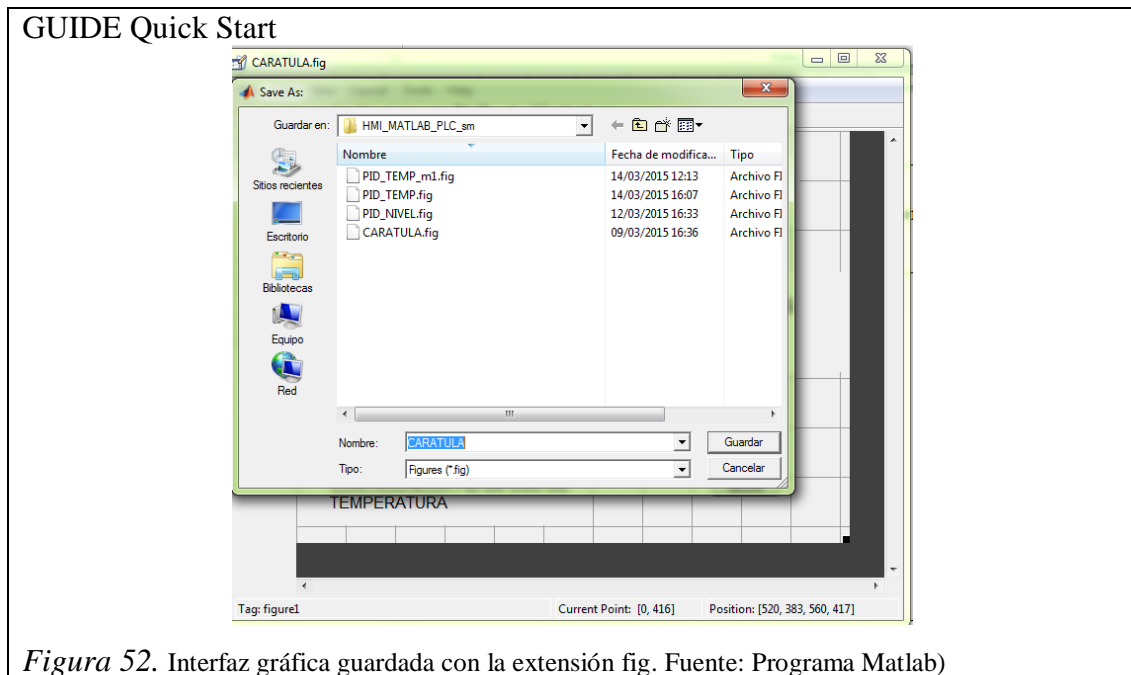 GUIDE Quick Start
CARATULA.fig
Save As:
Guardar en: HMI_MATLAB_PLC_sm
Nombre Fecha de modifica... Tipo
PID_TEMP_m1.fig 14/03/2015 12:13 Archivo FI
PID_TEMP.fig 14/03/2015 16:07 Archivo FI
PID_NIVEL.fig 12/03/2015 16:33 Archivo FI
CARATULA.fig 09/03/2015 16:36 Archivo FI
Sitios recientes
Escritorio
Bibliotecas
Equipo
Red
Nombre: CARATULA Guardar
Tipo: Figures (*.fig) Cancelar
TEMPERATURA
Tag: figure1 Current Point: [0, 416] Position: [520, 383, 560, 417]
Figura 52. Interfaz gráfica guardada con la extensión fig. Fuente: Programa Matlab)